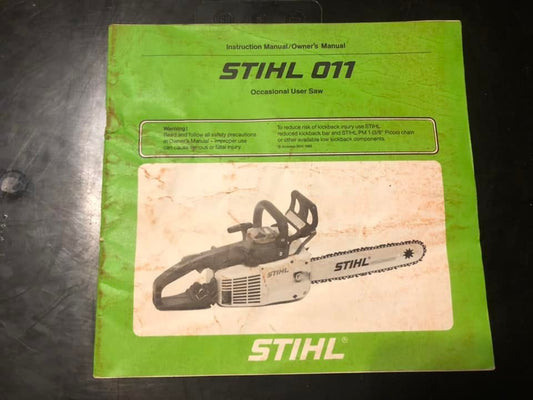 Instruction Manual/Owner's Manual
STIHL 011
Occasional User Saw
Warning!
Read and follow all safety precautions
in Owner's Manual – improper use
can cause serious or fatal injury.
To reduce risk of kickback injury use STIHL
reduced kickback bar and STIHL PM 1 (3/8" Picco) chain
or other available low kickback components.
STIHL
STIHL®